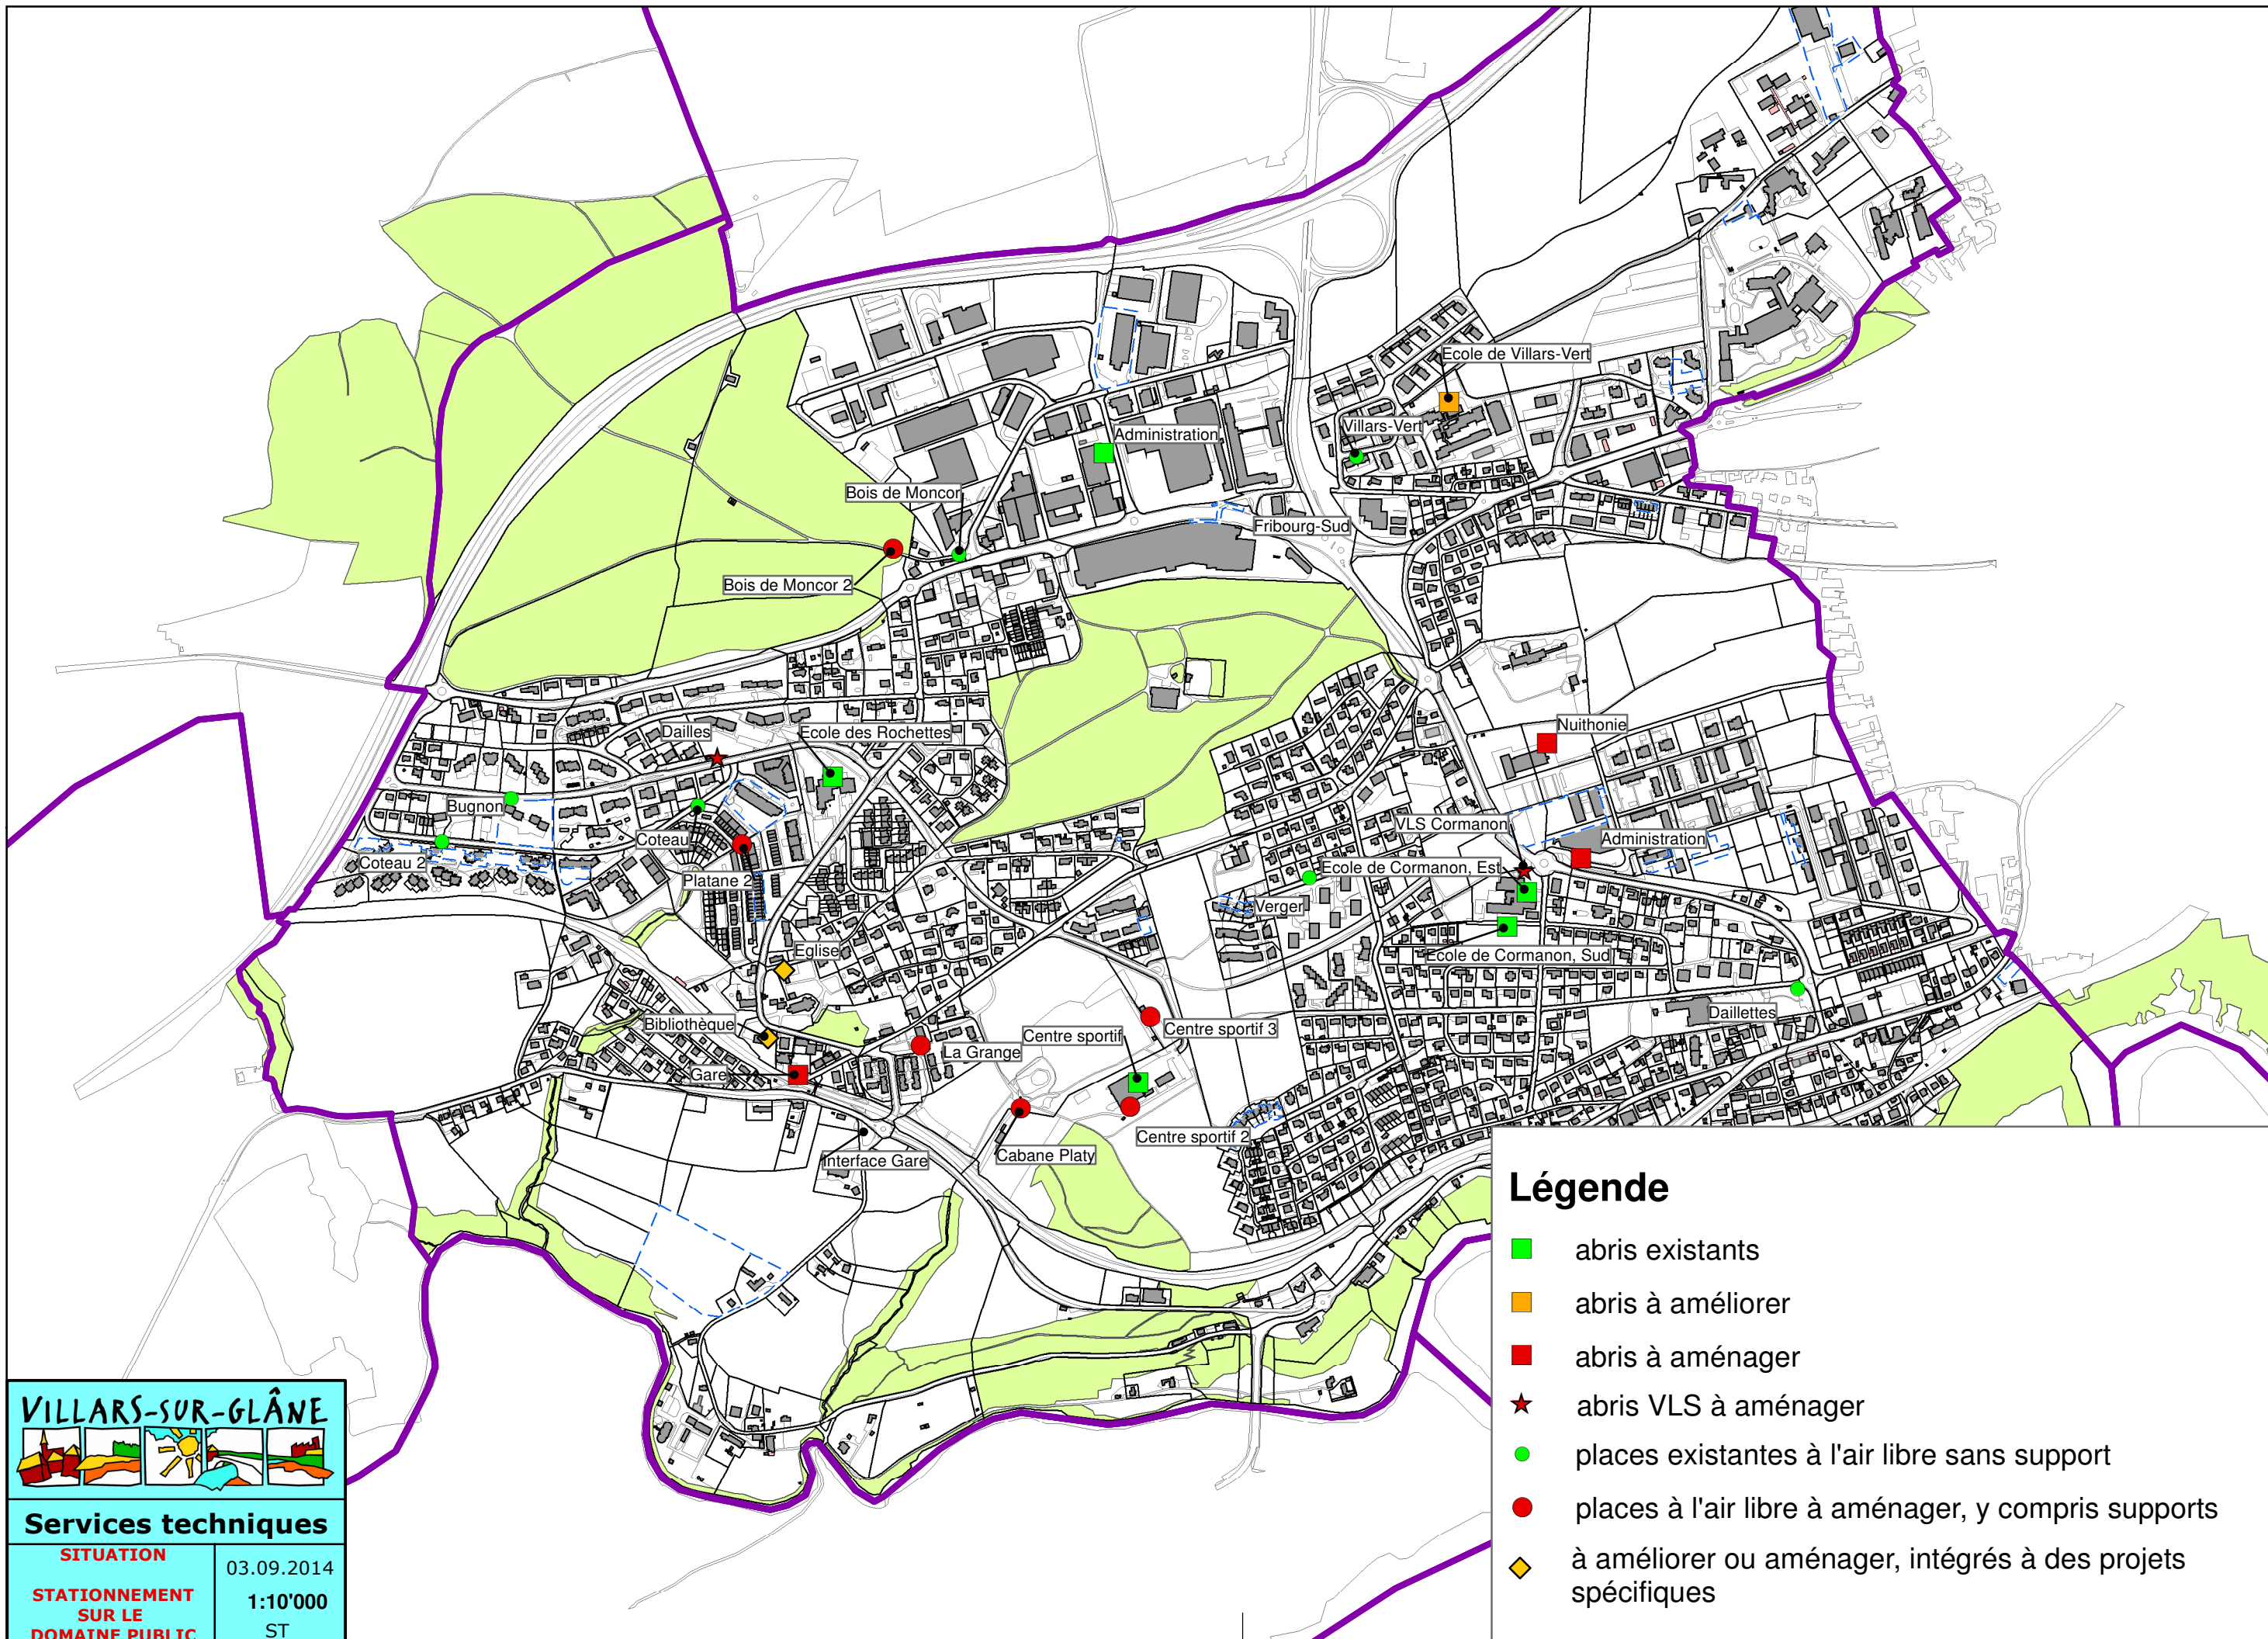 Ecole de Villars-Vert
Villars-Vert
Administration
Bois de Moncor
Fribourg-Sud
Bois de Moncor 2
Nuithonie
Dailles
Ecole des Rochettes
Bugnon
Coteau
VLS Cormanon
Administration
Coteau 2
Ecole de Cormanon, Est
Platane 2
Verger
Eglise
Ecole de Cormanon, Sud
Daillettes
Bibliothèque
Centre sportif
Centre sportif 3
La Grange
Gare
Centre sportif 2
Interface Gare
Cabane Platy
Légende
abris existants
abris à améliorer
abris à aménager
abris VLS à aménager
places existantes à l'air libre sans support
places à l'air libre à aménager, y compris supports
à améliorer ou aménager, intégrés à des projets
spécifiques
VILLARS-SUR-GLÂNE
Services techniques
SITUATION
STATIONNEMENT
SUR LE
DOMAINE PUBLIC
03.09.2014
1:10'000
ST